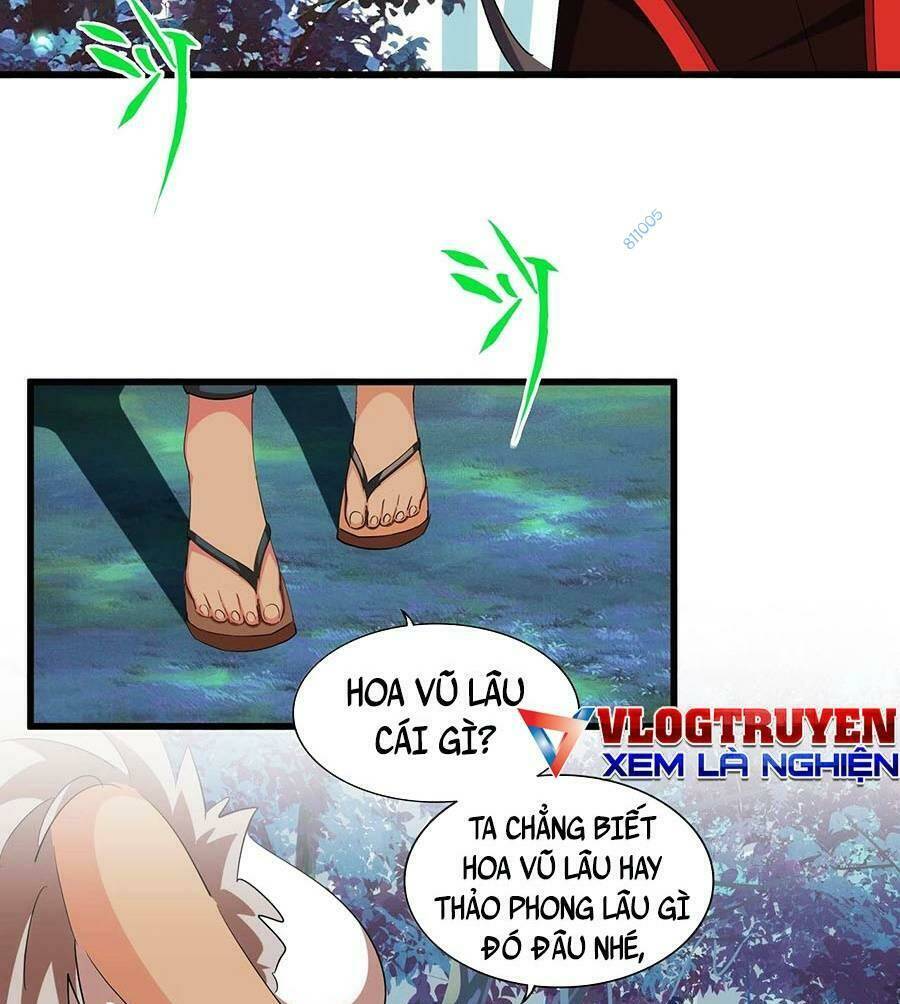 811005
HOA VŨ LÂU
CÁI GÌ?
VLOGTRUYEN
XEM LÀ NGHIỆN
TA CHẲNG BIẾT
HOA VŨ LÂU HAY
THẢO PHONG LÂU GÌ
ĐÓ ĐÂU NHÉ,